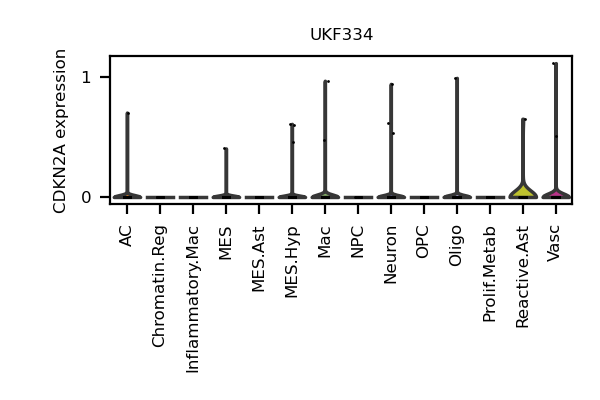 UKF334
CDKN2A expression
1
0
AC
Chromatin.Reg
Inflammatory.Mac
MES
MES.Ast
MES.Hyp
Mac
NPC
Neuron
OPC
Oligo
Prolif.Metab
Reactive.Ast
Vasc